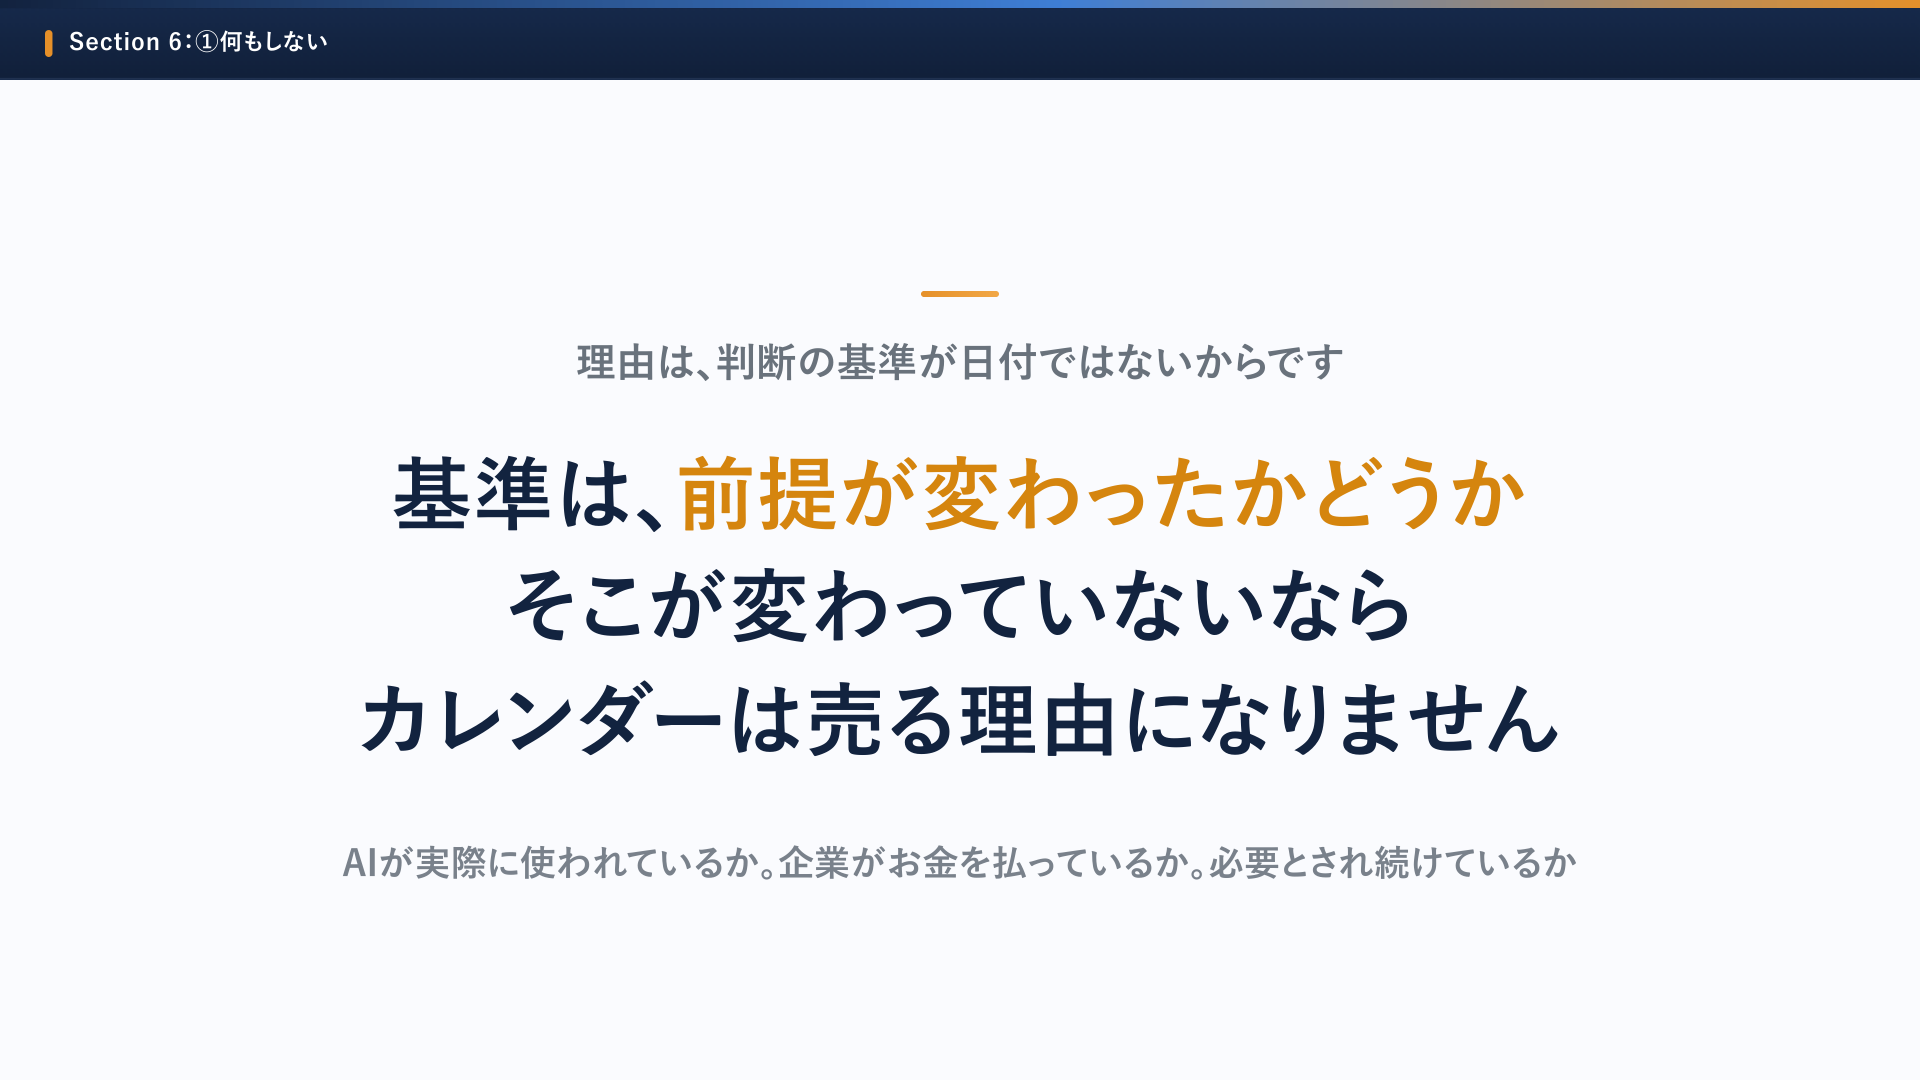 Section 6：①何もしない
理由は、判断の基準が日付ではないからです
基準は、前提が変わったかどうか
そこが変わっていないなら
カレンダーは売る理由になりません
AIが実際に使われているか。企業がお金を払っているか。必要とされ続けているか